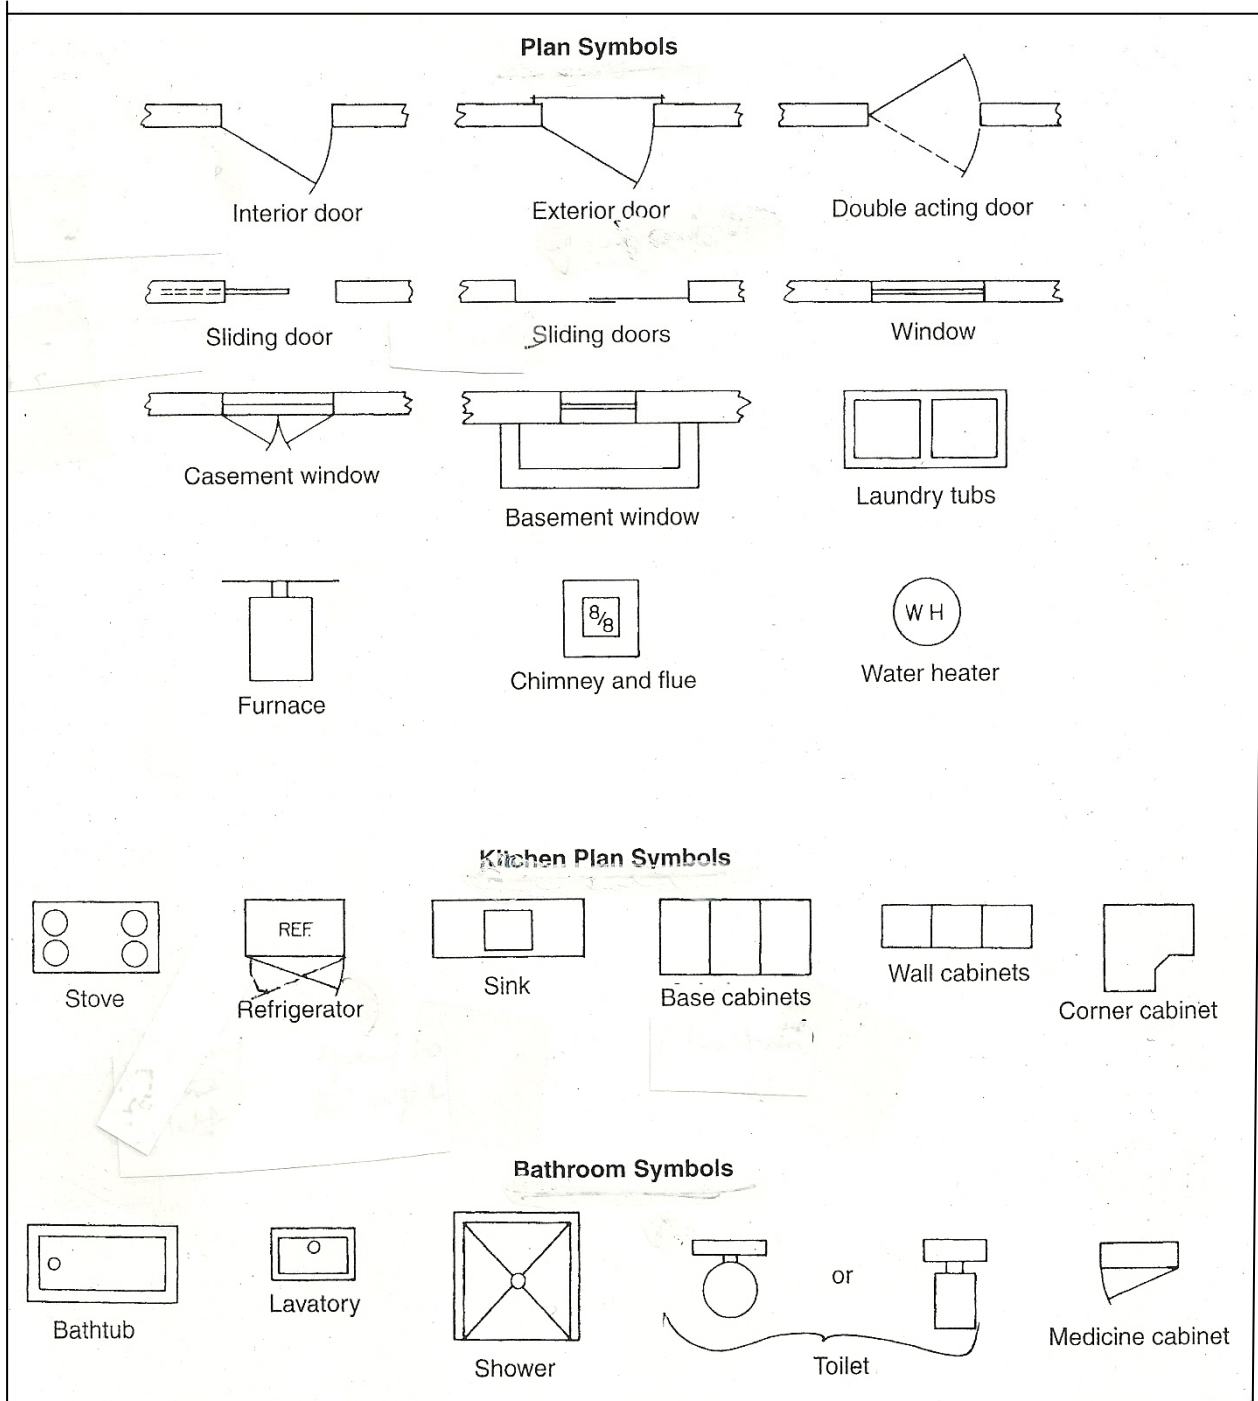 Plan Symbols
Interior door
Exterior door
Double acting door
Sliding door
Sliding doors
Window
Casement window
Basement window
Laundry tubs
8/8
W H
Furnace
Chimney and flue
Water heater
Kitchen Plan Symbols
REF.
Stove
Refrigerator
Sink
Base cabinets
Wall cabinets
Corner cabinet
Bathroom Symbols
or
Bathtub
Lavatory
Shower
Toilet
Medicine cabinet